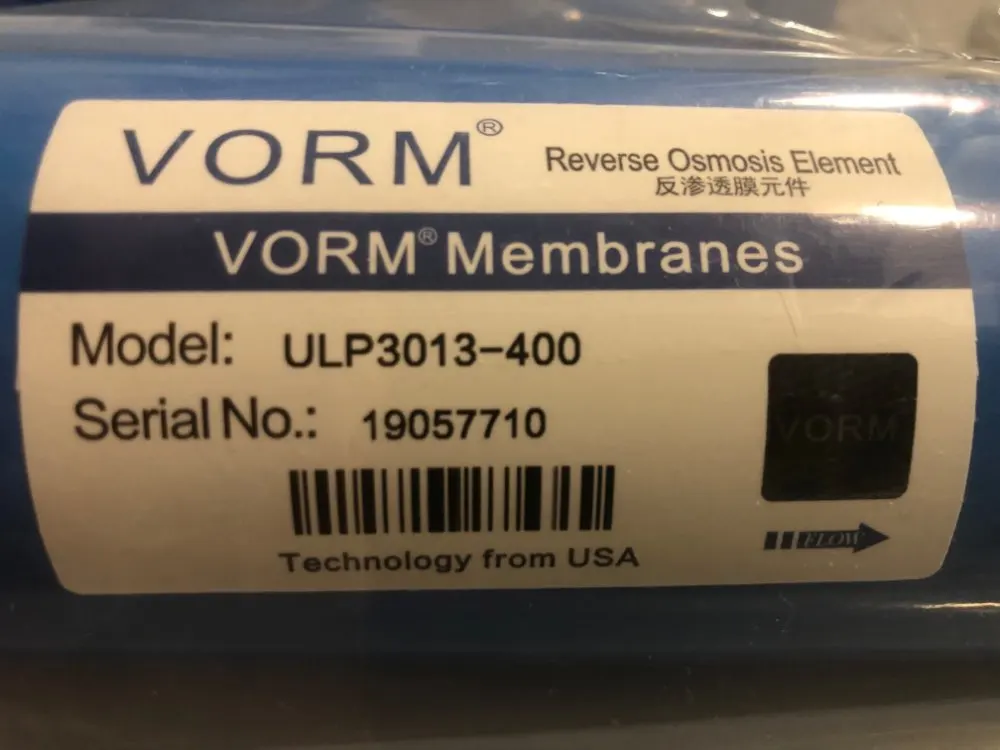 VORM®
Reverse Osmosis Element
反渗透膜元件
VORM® Membranes
Model: ULP3013-400
Serial No.: 19057710
VORM
Technology from USA
FLOW